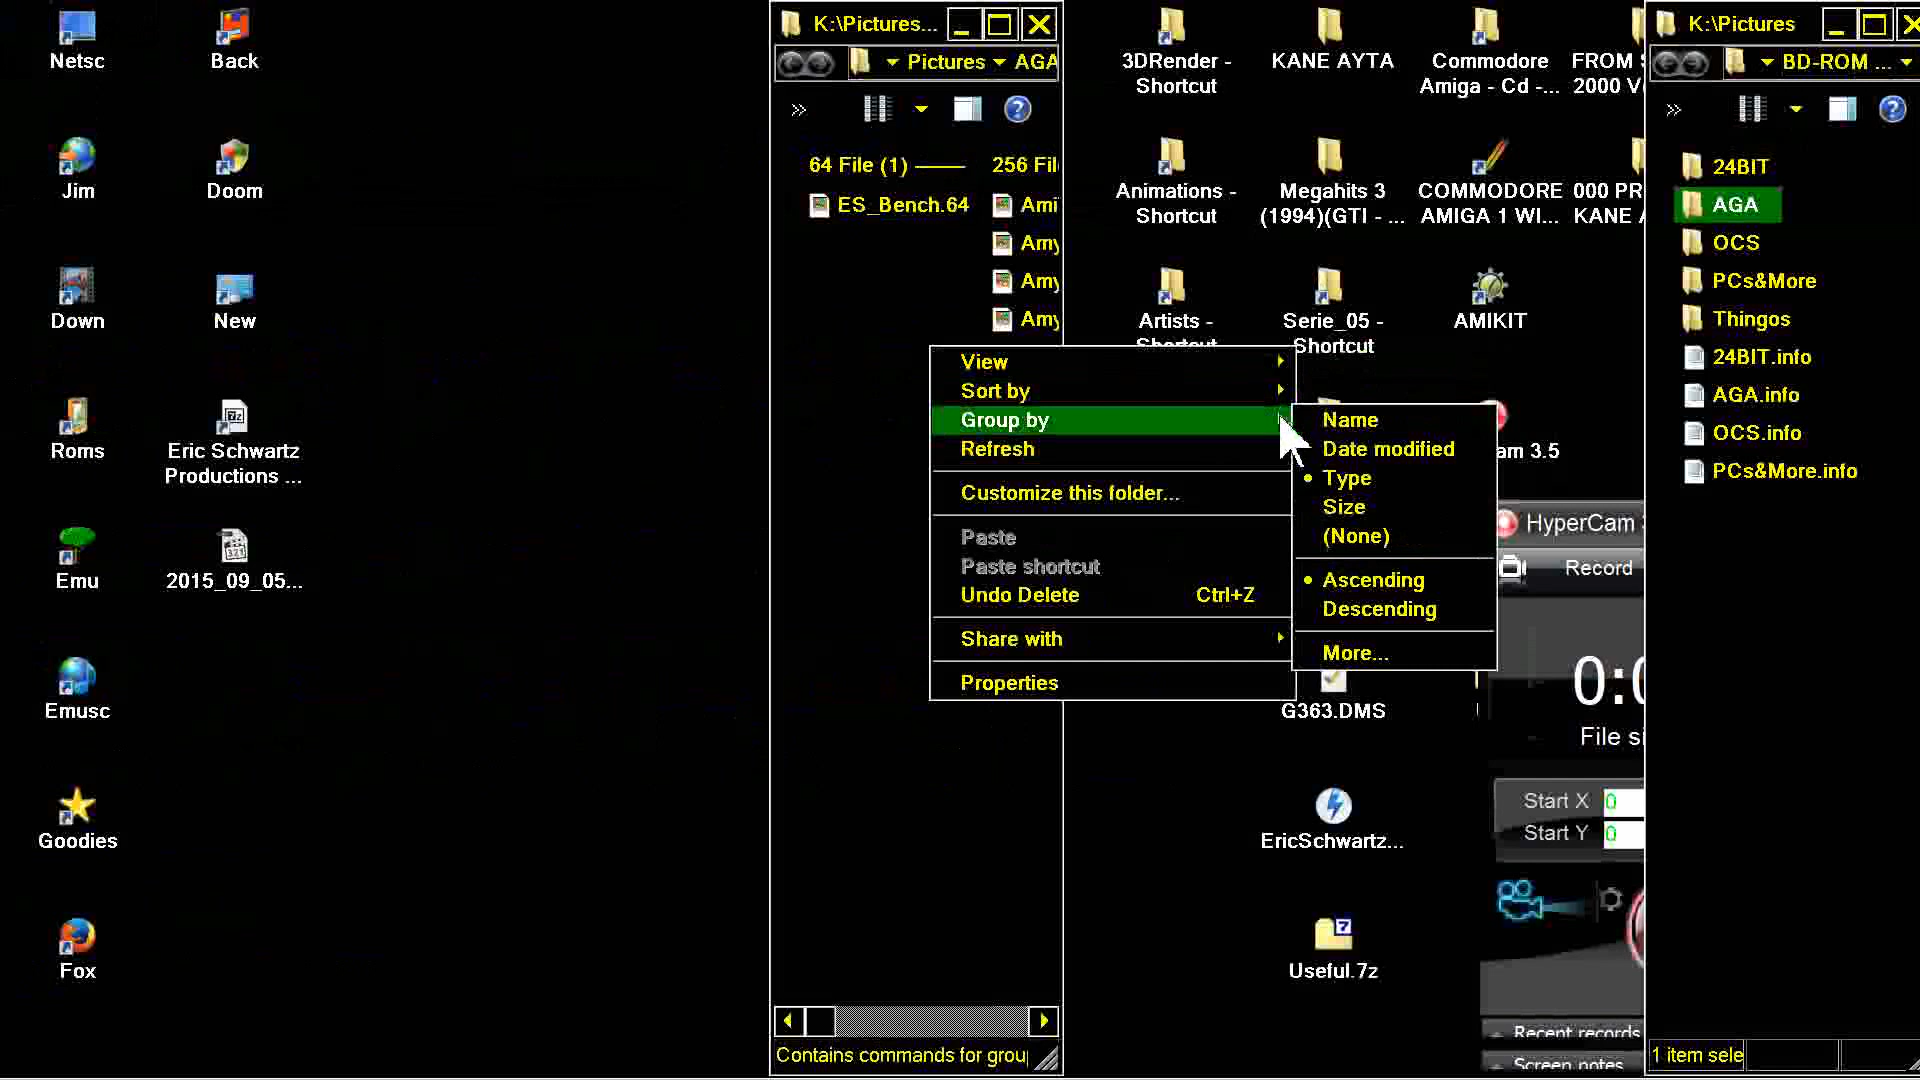 Netsc
Back
Jim
Doom
Down
New
Roms
Eric Schwartz
Productions ...
Emu
2015_09_05...
Emusc
Goodies
Fox
K:\Pictures...
Pictures AGA
64 File (1)
256 Fil
ES_Bench.64
Ami
Amy
Amy
Amy
View
Sort by
Group by
Refresh
Customize this folder...
Paste
Paste shortcut
Undo Delete Ctrl+Z
Share with
Properties
Name
Date modified
Type
Size
(None)
Ascending
Descending
More...
Contains commands for grou
3DRender -
Shortcut
KANE AYTA
Commodore
Amiga - Cd -...
FROM
2000 V
Animations -
Shortcut
Megahits 3
(1994)(GTI - ...
COMMODORE
AMIGA 1 WI...
000 PR
KANE
Artists -
Shortcut
Serie_05 -
Shortcut
AMIKIT
am 3.5
G363.DMS
EricSchwartz...
Useful.7z
HyperCam
Record
0:0
File si
Start X 0
Start Y 0
Recent records
Screen notes
K:\Pictures
BD-ROM ...
24BIT
AGA
OCS
PCs&More
Thingos
24BIT.info
AGA.info
OCS.info
PCs&More.info
1 item sele